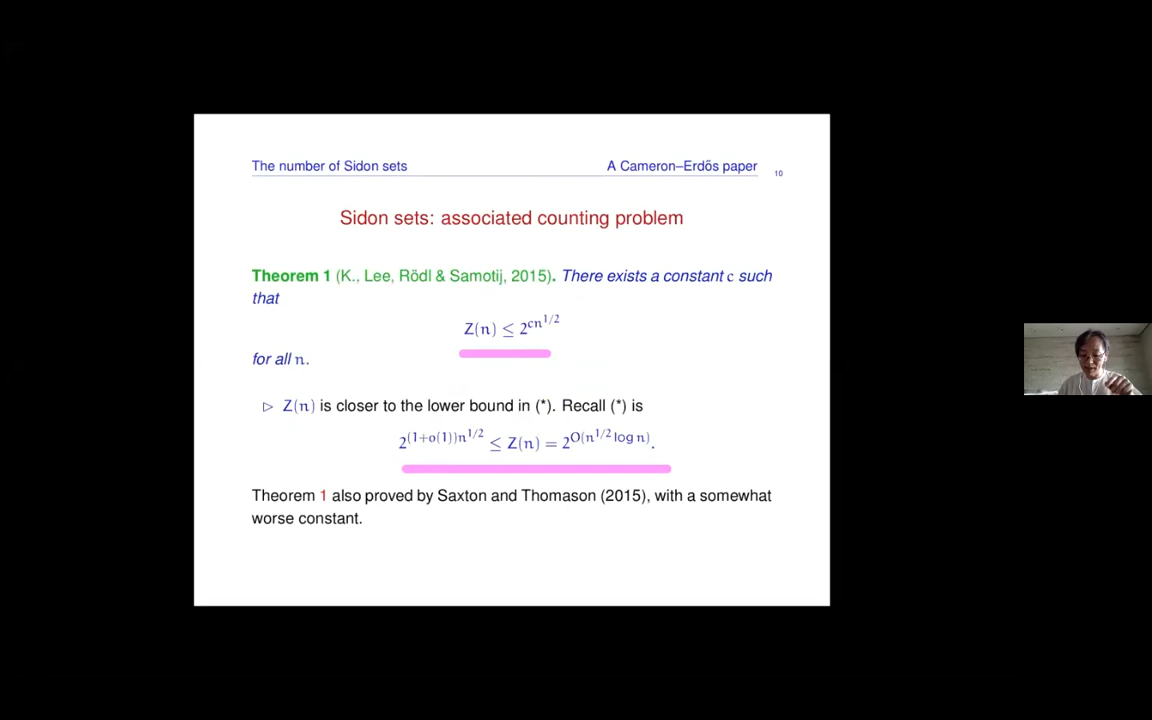 The number of Sidon sets A Cameron–Erdős paper 10
Sidon sets: associated counting problem
Theorem 1 (K., Lee, Rödl & Samotij, 2015). There exists a constant c such
that
Z(n) ≤ 2^{cn^{1/2}}
for all n.
▷ Z(n) is closer to the lower bound in (*). Recall (*) is
2^{(1+o(1))n^{1/2}} ≤ Z(n) = 2^{O(n^{1/2} log n)}.
Theorem 1 also proved by Saxton and Thomason (2015), with a somewhat
worse constant.